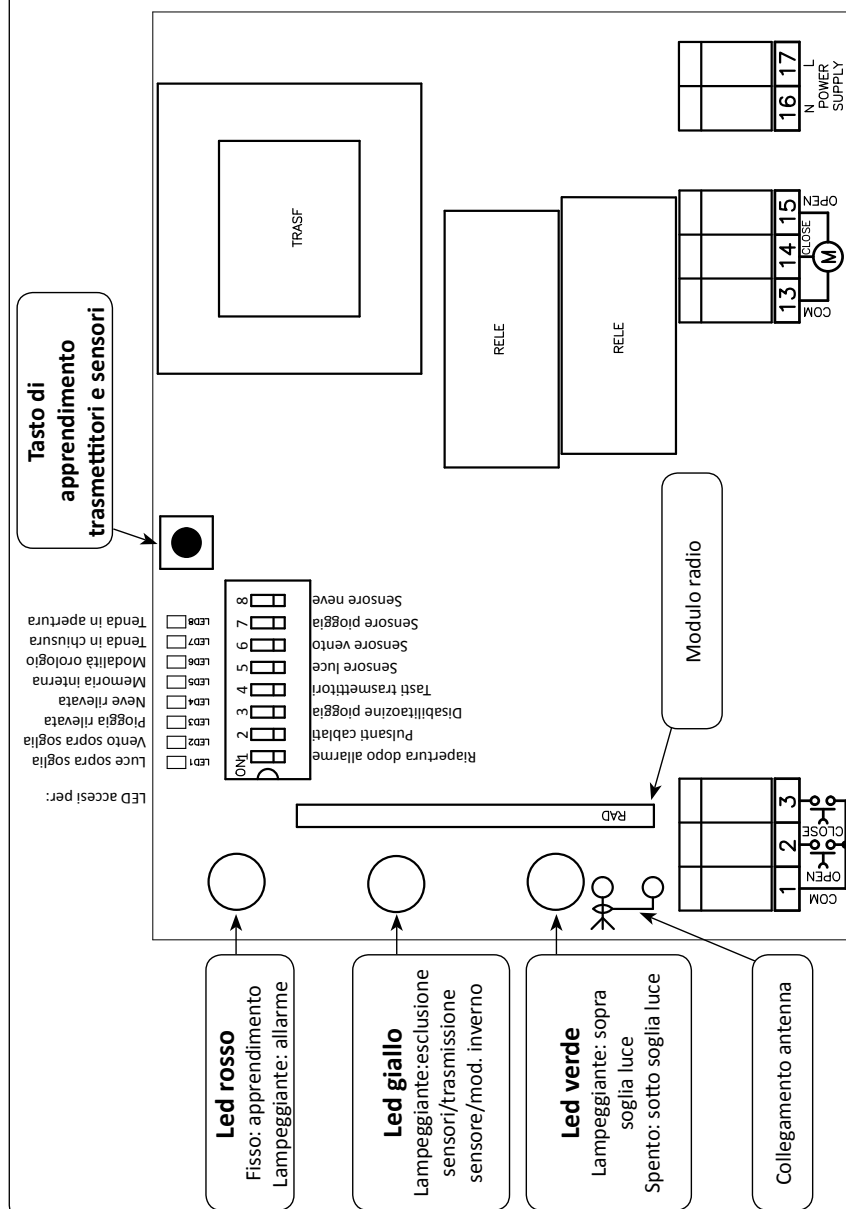 Tasto di
apprendimento
trasmettitori e sensori
TRASF
RELE
RELE
17
16
L
N
POWER
SUPPLY
15
14
13
OPEN
CLOSE
COM
M
Tenda in apertura
Tenda in chiusura
Modalità orologio
Memoria interna
Neve rilevata
Pioggia rilevata
Vento sopra soglia
Luce sopra soglia
LED accesi per:
LED8
LED7
LED6
LED5
LED4
LED3
LED2
LED1
8
7
6
5
4
3
2
1
ON
Sensore neve
Sensore pioggia
Sensore vento
Sensore luce
Tasti trasmettitori
Disabilitaotzine pioggia
Pulsanti cablati
Riapertura dopo allarme
Modulo radio
RAD
3
2
1
CLOSE
OPEN
COM
Led rosso
Fisso: apprendimento
Lampeggiante: allarme
Led giallo
Lampeggiante:esclusione
sensori/trasmissione
sensore/mod. inverno
Led verde
Lampeggiante: sopra
soglia luce
Spento: sotto soglia luce
Collegamento antenna